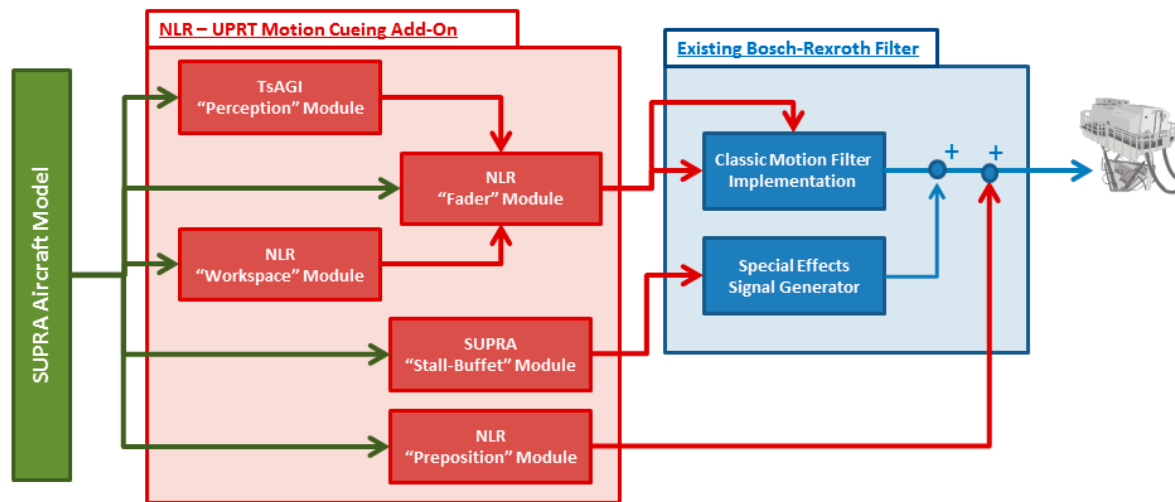 NLR – UPRT Motion Cueing Add-On
Existing Bosch-Rexroth Filter
SUPRA Aircraft Model
TsAGI
“Perception” Module
NLR
“Fader” Module
NLR
“Workspace” Module
SUPRA
“Stall-Buffet” Module
NLR
“Preposition” Module
Classic Motion Filter
Implementation
Special Effects
Signal Generator
+
+